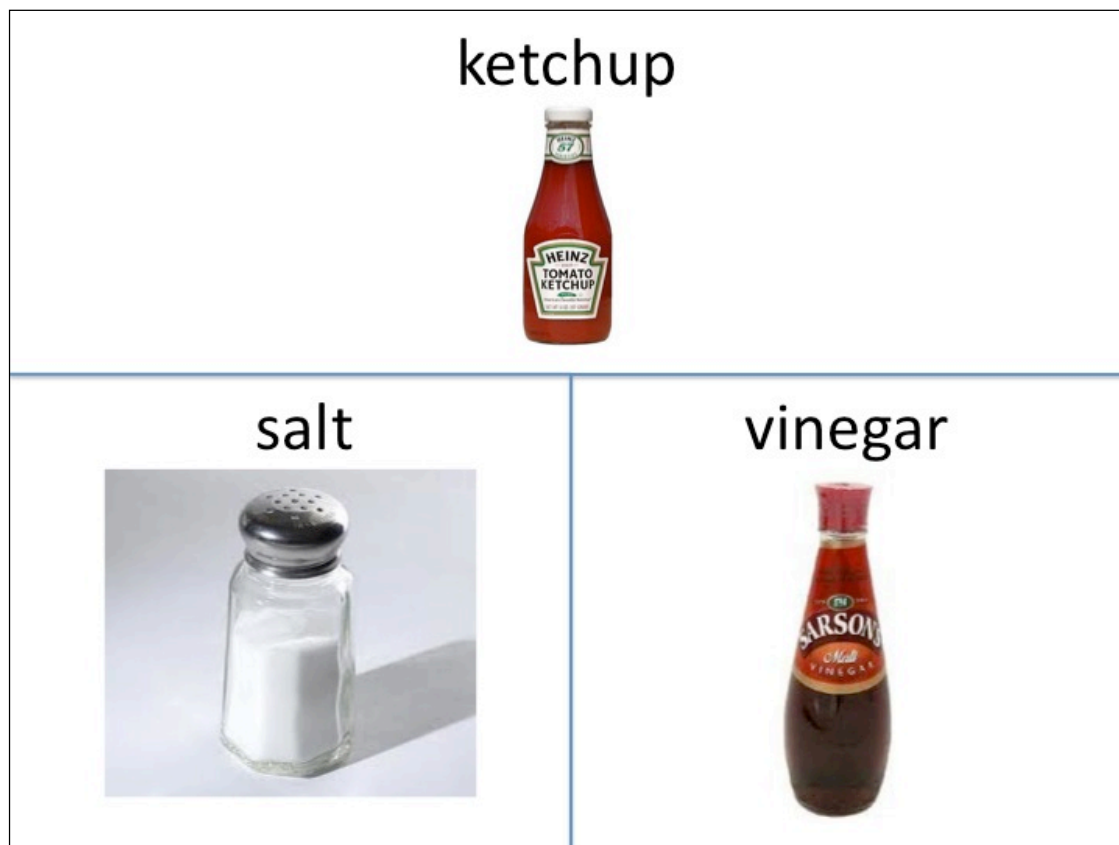 ketchup
HEINZ
57
HEINZ
TOMATO
KETCHUP
salt
vinegar
SARSON'S
Malt
VINEGAR